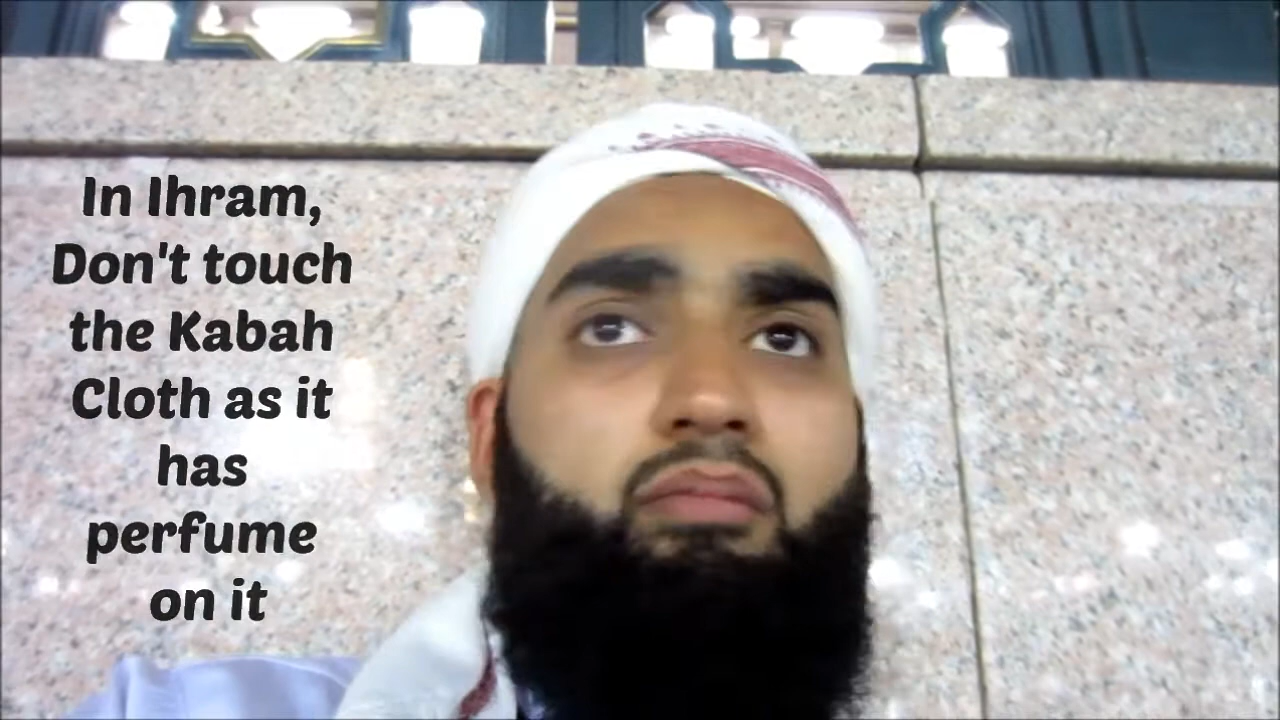 In Ihram,
Don't touch
the Kabah
Cloth as it
has
perfume
on it